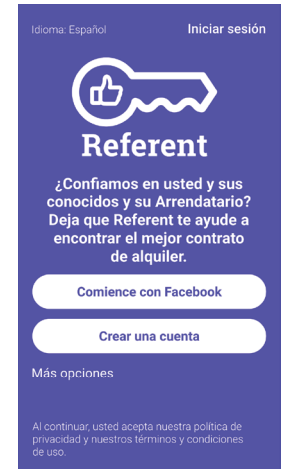 Idioma: Español
Iniciar sesión
Referent
¿Confiamos en usted y sus
conocidos y su Arrendatario?
Deja que Referent te ayude a
encontrar el mejor contrato
de alquiler.
Comience con Facebook
Crear una cuenta
Más opciones
Al continuar, usted acepta nuestra política de
privacidad y nuestros términos y condiciones
de uso.